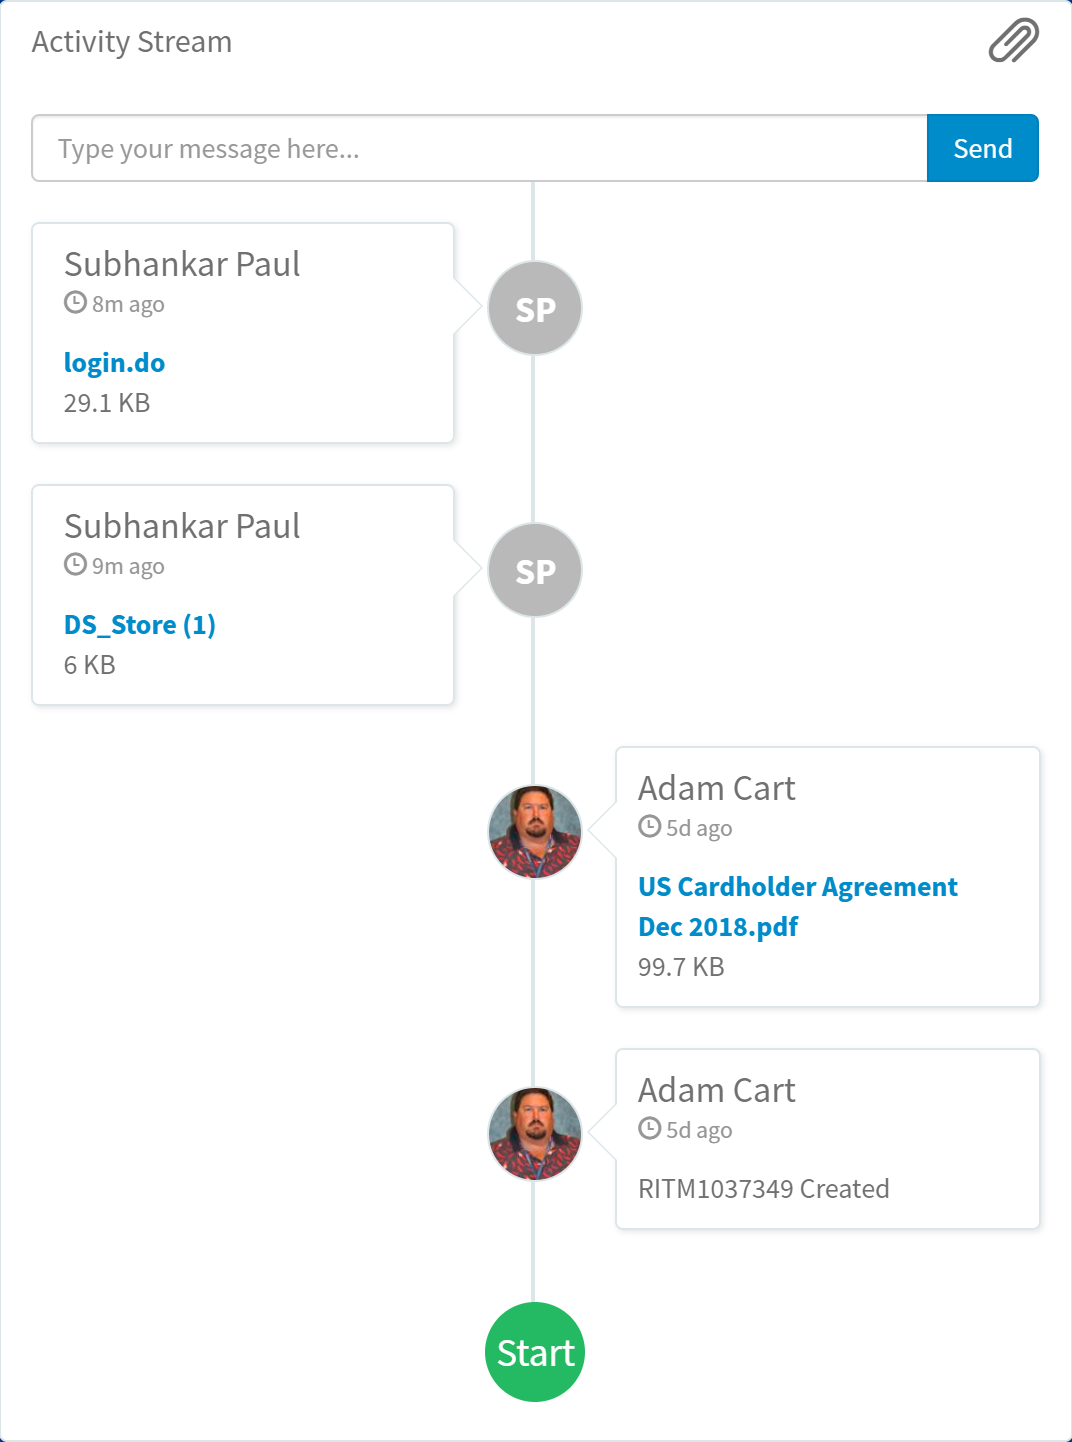 Activity Stream
Type your message here...
Send
Subhankar Paul
8m ago
login.do
29.1 KB
SP
Subhankar Paul
9m ago
DS_Store (1)
6 KB
SP
Adam Cart
5d ago
US Cardholder Agreement
Dec 2018.pdf
99.7 KB
Adam Cart
5d ago
RITM1037349 Created
Start